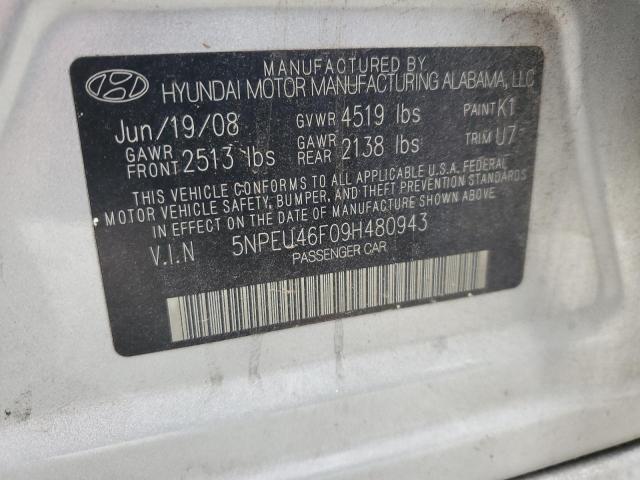 MANUFACTURED BY
HYUNDAI MOTOR MANUFACTURING ALABAMA, LLC
Jun/19/08 GVWR 4519 lbs PAINT K1
GAWR FRONT 2513 lbs GAWR REAR 2138 lbs TRIM U7
THIS VEHICLE CONFORMS TO APPLICABLE U.S.A. FEDERAL
MOTOR VEHICLE SAFETY, BUMPER, AND THEFT PREVENTION STANDARDS
IN EFFECT ON THE DATE OF MANUFACTURE SHOWN ABOVE.
V.I.N 5NPEU46F09H480943
PASSENGER CAR